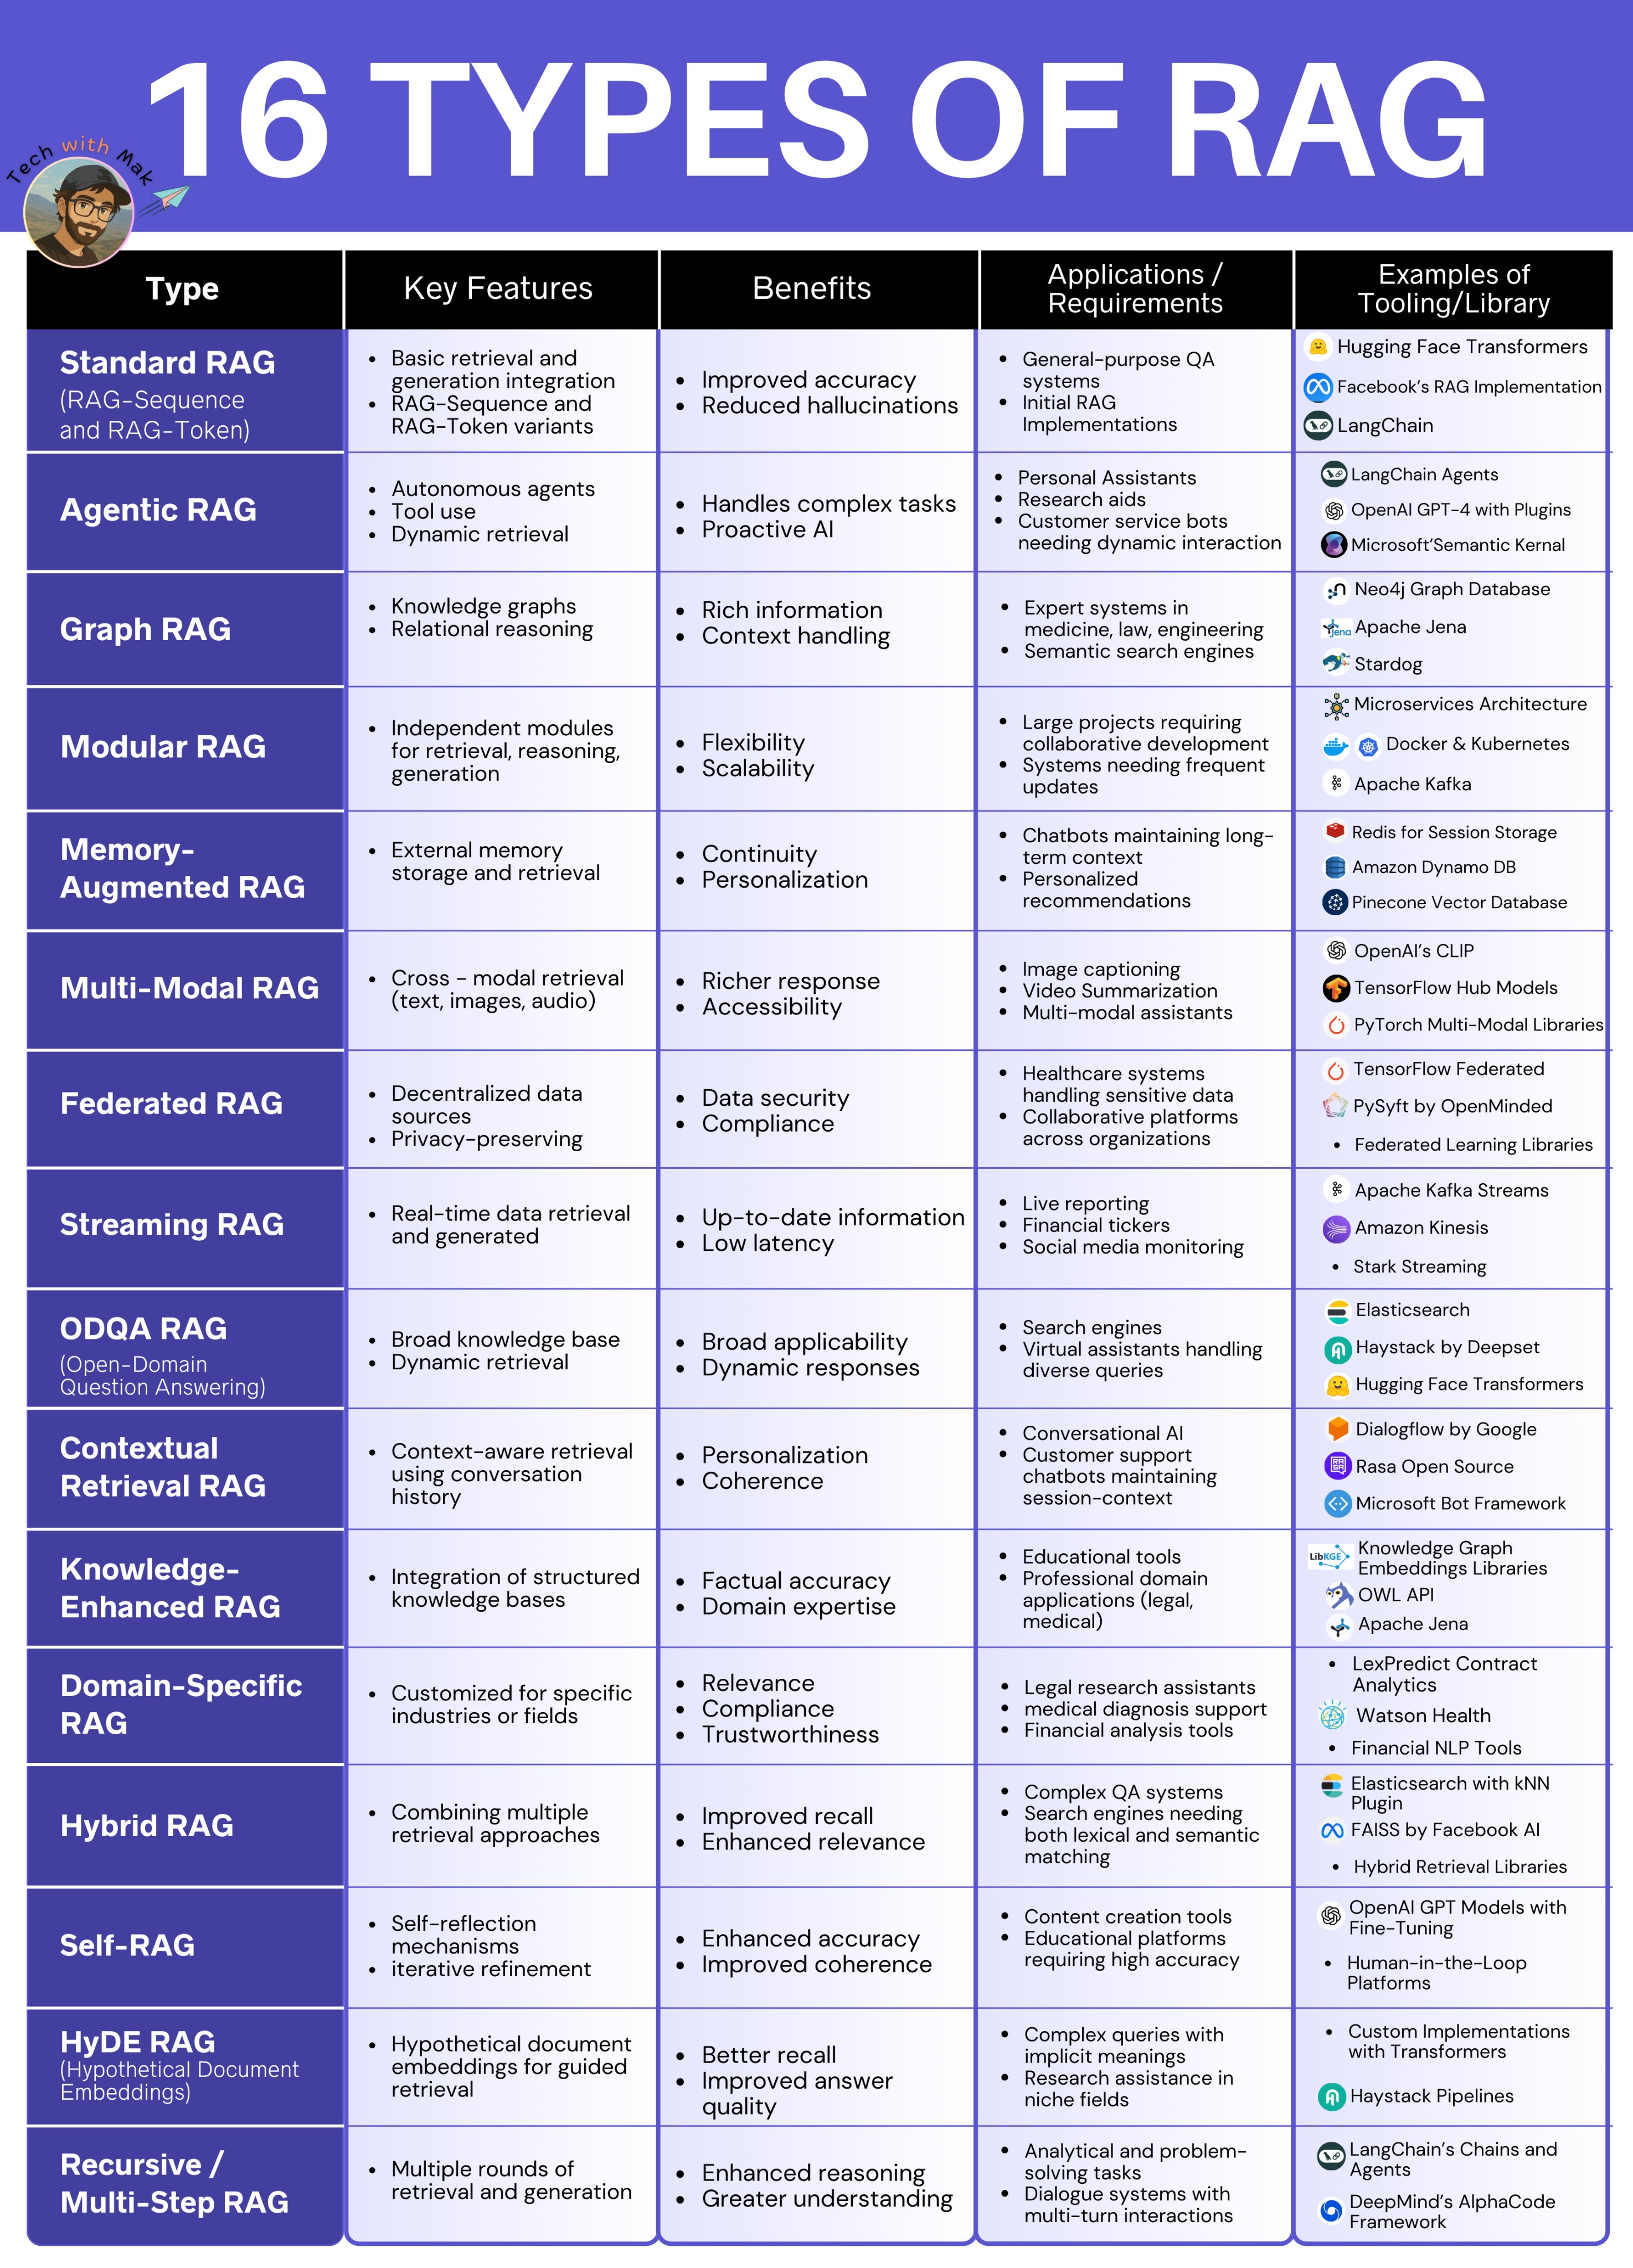 16 TYPES OF RAG
Tech with Mak
Type
Key Features
Benefits
Applications /
Requirements
Examples of
Tooling/Library
Standard RAG
(RAG-Sequence
and RAG-Token)
• Basic retrieval and
generation integration
• RAG-Sequence and
RAG-Token variants
• Improved accuracy
• Reduced hallucinations
• General-purpose QA
systems
• Initial RAG
Implementations
Hugging Face Transformers
Facebook's RAG Implementation
LangChain
Agentic RAG
• Autonomous agents
• Tool use
• Dynamic retrieval
• Handles complex tasks
• Proactive AI
• Personal Assistants
• Research aids
• Customer service bots
needing dynamic interaction
LangChain Agents
OpenAI GPT-4 with Plugins
Microsoft'Semantic Kernal
Graph RAG
• Knowledge graphs
• Relational reasoning
• Rich information
• Context handling
• Expert systems in
medicine, law, engineering
• Semantic search engines
Neo4j Graph Database
Jena Apache Jena
Stardog
Modular RAG
• Independent modules
for retrieval, reasoning,
generation
• Flexibility
• Scalability
• Large projects requiring
collaborative development
• Systems needing frequent
updates
Microservices Architecture
Docker & Kubernetes
Apache Kafka
Memory-
Augmented RAG
• External memory
storage and retrieval
• Continuity
• Personalization
• Chatbots maintaining long-
term context
• Personalized
recommendations
Redis for Session Storage
Amazon Dynamo DB
Pinecone Vector Database
Multi-Modal RAG
• Cross - modal retrieval
(text, images, audio)
• Richer response
• Accessibility
• Image captioning
• Video Summarization
• Multi-modal assistants
OpenAI's CLIP
TensorFlow Hub Models
PyTorch Multi-Modal Libraries
Federated RAG
• Decentralized data
sources
• Privacy-preserving
• Data security
• Compliance
• Healthcare systems
handling sensitive data
• Collaborative platforms
across organizations
TensorFlow Federated
PySyft by OpenMinded
• Federated Learning Libraries
Streaming RAG
• Real-time data retrieval
and generated
• Up-to-date information
• Low latency
• Live reporting
• Financial tickers
• Social media monitoring
Apache Kafka Streams
Amazon Kinesis
• Stark Streaming
ODQA RAG
(Open-Domain
Question Answering)
• Broad knowledge base
• Dynamic retrieval
• Broad applicability
• Dynamic responses
• Search engines
• Virtual assistants handling
diverse queries
Elasticsearch
Haystack by Deepset
Hugging Face Transformers
Contextual
Retrieval RAG
• Context-aware retrieval
using conversation
history
• Personalization
• Coherence
• Conversational AI
• Customer support
chatbots maintaining
session-context
Dialogflow by Google
RASA Rasa Open Source
Microsoft Bot Framework
Knowledge-
Enhanced RAG
• Integration of structured
knowledge bases
• Factual accuracy
• Domain expertise
• Educational tools
• Professional domain
applications (legal,
medical)
LibKGE Knowledge Graph
Embeddings Libraries
OWL API
Apache Jena
Domain-Specific
RAG
• Customized for specific
industries or fields
• Relevance
• Compliance
• Trustworthiness
• Legal research assistants
• medical diagnosis support
• Financial analysis tools
• LexPredict Contract
Analytics
Watson Health
• Financial NLP Tools
Hybrid RAG
• Combining multiple
retrieval approaches
• Improved recall
• Enhanced relevance
• Complex QA systems
• Search engines needing
both lexical and semantic
matching
Elasticsearch with kNN
Plugin
FAISS by Facebook AI
• Hybrid Retrieval Libraries
Self-RAG
• Self-reflection
mechanisms
• iterative refinement
• Enhanced accuracy
• Improved coherence
• Content creation tools
• Educational platforms
requiring high accuracy
OpenAI GPT Models with
Fine-Tuning
• Human-in-the-Loop
Platforms
HyDE RAG
(Hypothetical Document
Embeddings)
• Hypothetical document
embeddings for guided
retrieval
• Better recall
• Improved answer
quality
• Complex queries with
implicit meanings
• Research assistance in
niche fields
• Custom Implementations
with Transformers
Haystack Pipelines
Recursive /
Multi-Step RAG
• Multiple rounds of
retrieval and generation
• Enhanced reasoning
• Greater understanding
• Analytical and problem-
solving tasks
• Dialogue systems with
multi-turn interactions
LangChain's Chains and
Agents
DeepMind's AlphaCode
Framework